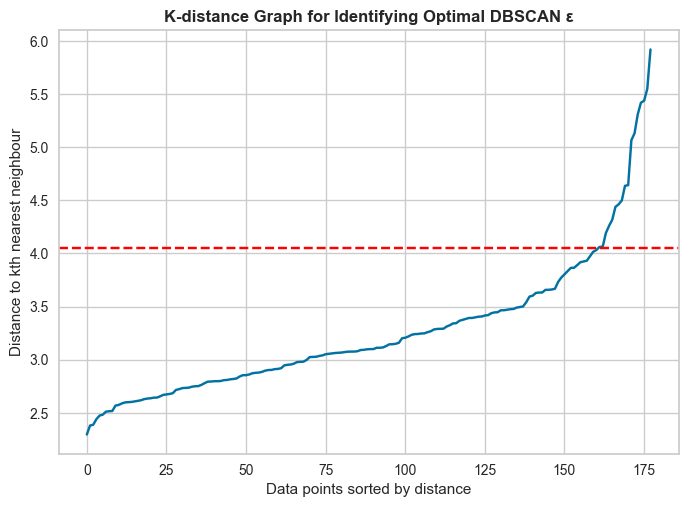 K-distance Graph for Identifying Optimal DBSCAN ε
6.0
5.5
5.0
4.5
4.0
3.5
3.0
2.5
Distance to kth nearest neighbour
0 25 50 75 100 125 150 175
Data points sorted by distance